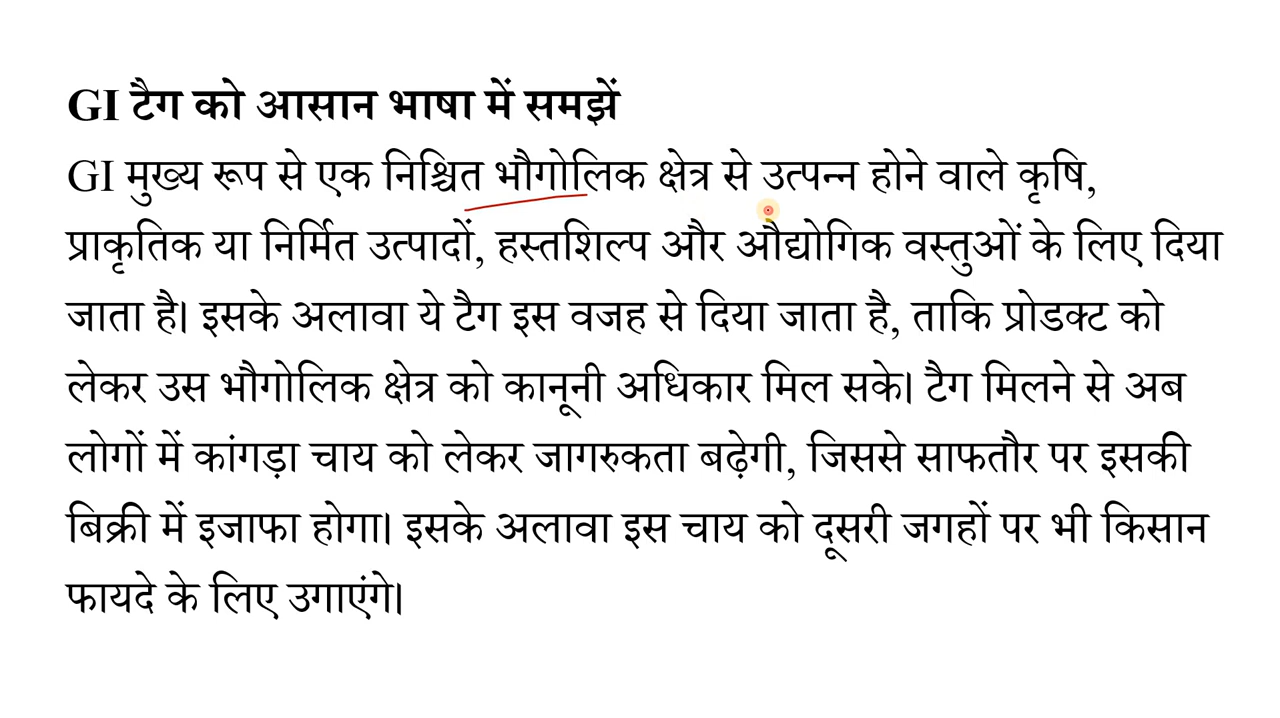 GI टैग को आसान भाषा में समझें
GI मुख्य रूप से एक निश्चित भौगोलिक क्षेत्र से उत्पन्न होने वाले कृषि,
प्राकृतिक या निर्मित उत्पादों, हस्तशिल्प और औद्योगिक वस्तुओं के लिए दिया
जाता है। इसके अलावा ये टैग इस वजह से दिया जाता है, ताकि प्रोडक्ट को
लेकर उस भौगोलिक क्षेत्र को कानूनी अधिकार मिल सके। टैग मिलने से अब
लोगों में कांगड़ा चाय को लेकर जागरुकता बढ़ेगी, जिससे साफतौर पर इसकी
बिक्री में इजाफा होगा। इसके अलावा इस चाय को दूसरी जगहों पर भी किसान
फायदे के लिए उगाएंगे।